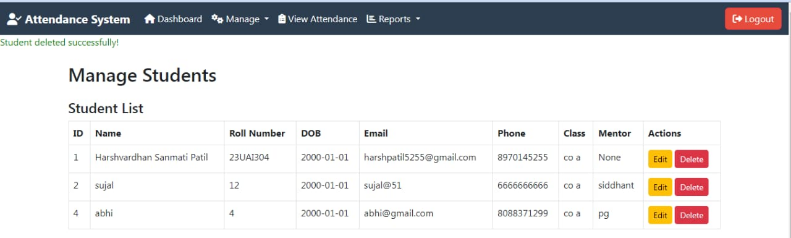 Attendance System Dashboard Manage View Attendance Reports Logout
Student deleted successfully!
Manage Students
Student List
ID Name Roll Number DOB Email Phone Class Mentor Actions
1 Harshvardhan Sanmati Patil 23UAI304 2000-01-01 harshpatil5255@gmail.com 8970145255 co a None Edit Delete
2 sujal 12 2000-01-01 sujal@51 6666666666 co a siddhant Edit Delete
4 abhi 4 2000-01-01 abhi@gmail.com 8088371299 co a pg Edit Delete